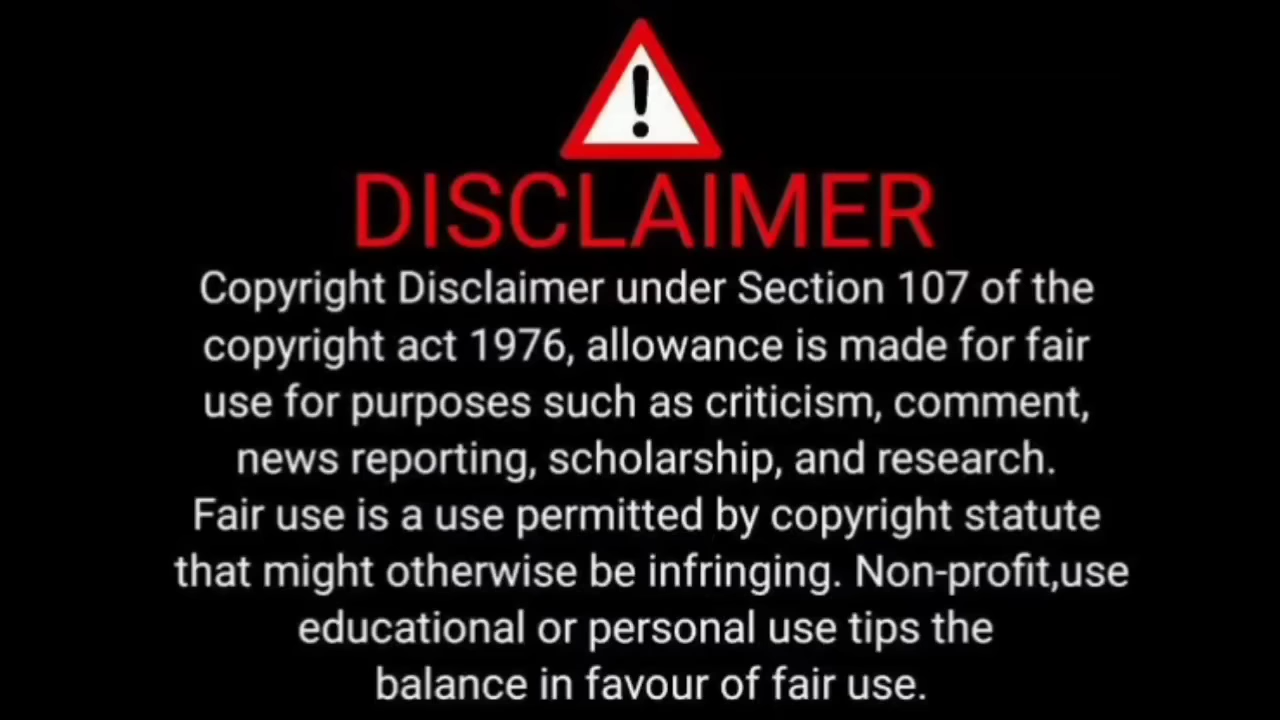 DISCLAIMER
Copyright Disclaimer under Section 107 of the
copyright act 1976, allowance is made for fair
use for purposes such as criticism, comment,
news reporting, scholarship, and research.
Fair use is a use permitted by copyright statute
that might otherwise be infringing. Non-profit,use
educational or personal use tips the
balance in favour of fair use.